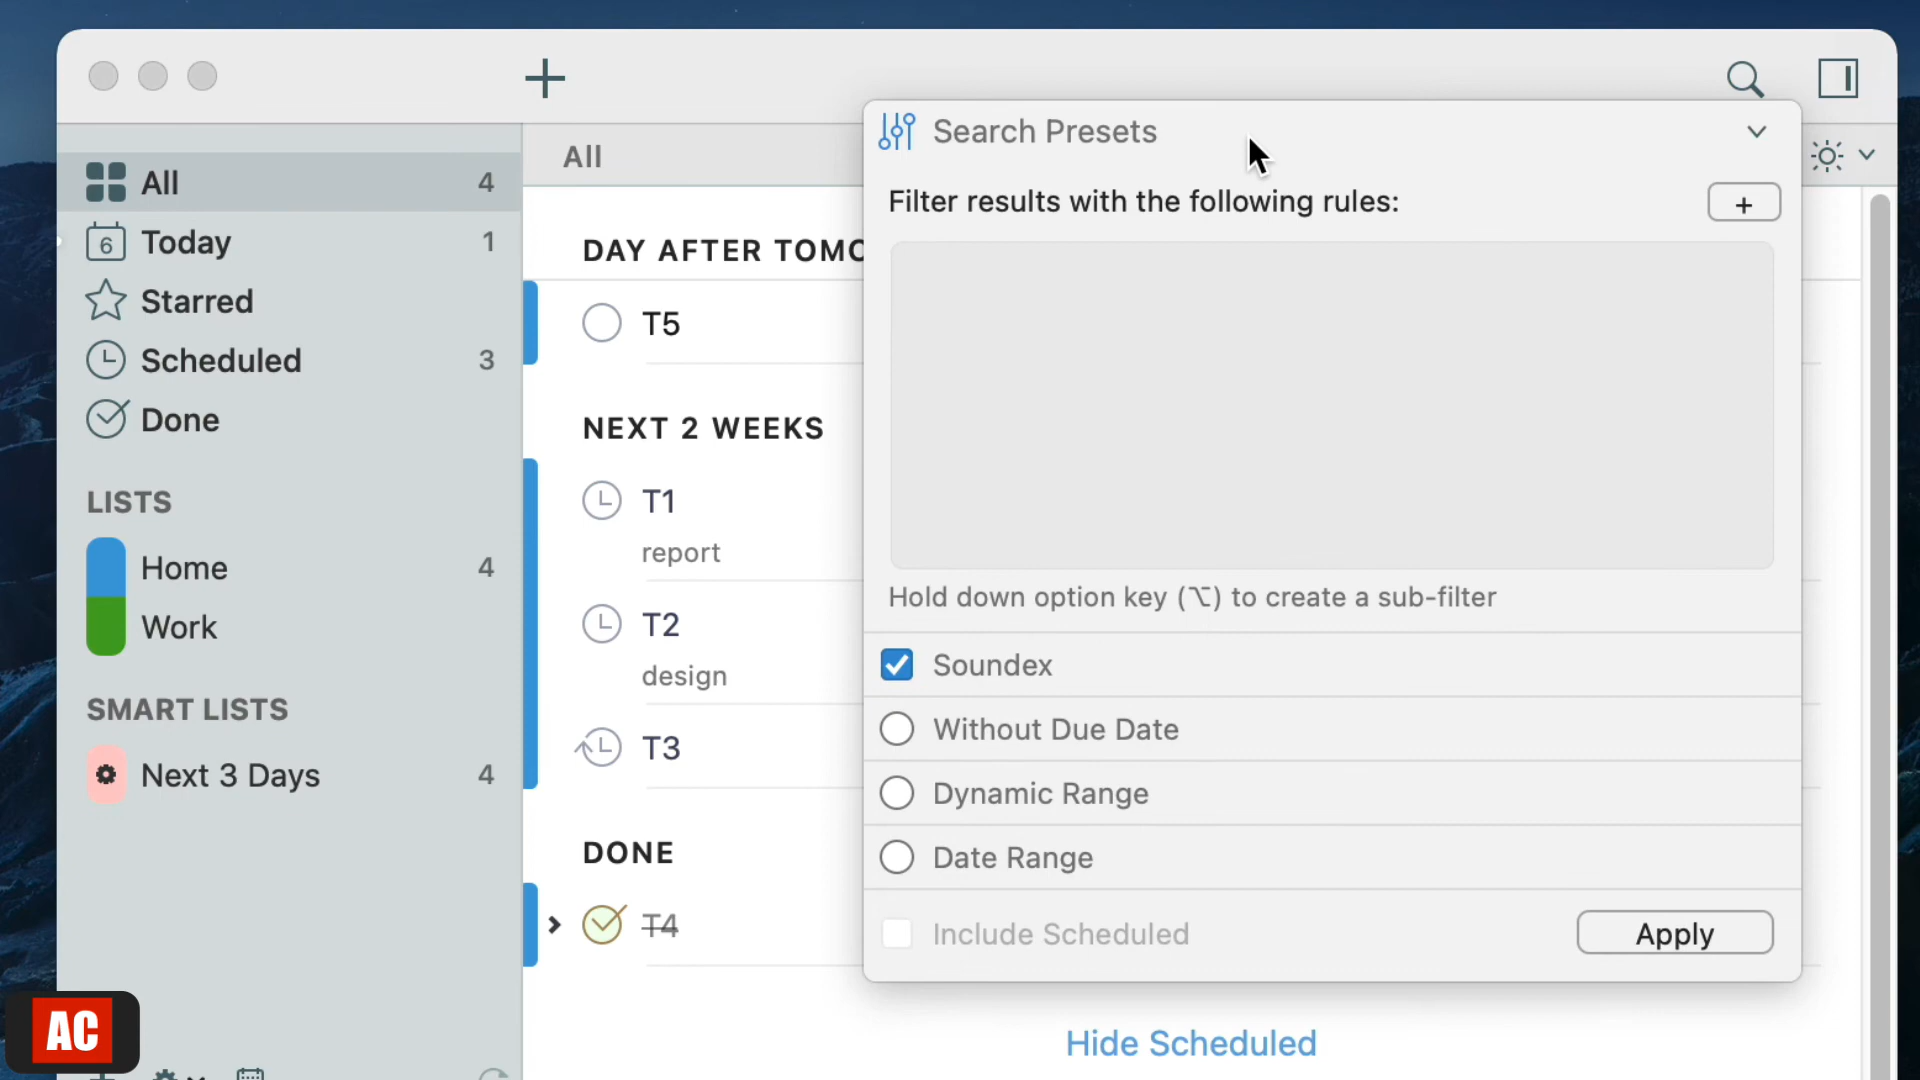 All 4
6 Today 1
Starred
Scheduled 3
Done
LISTS
Home 4
Work
SMART LISTS
Next 3 Days 4
AC
All
DAY AFTER TOMO
T5
NEXT 2 WEEKS
T1
report
T2
design
T3
DONE
T4
Hide Scheduled
Search Presets
Filter results with the following rules:
+
Hold down option key (⌥) to create a sub-filter
Soundex
Without Due Date
Dynamic Range
Date Range
Include Scheduled
Apply